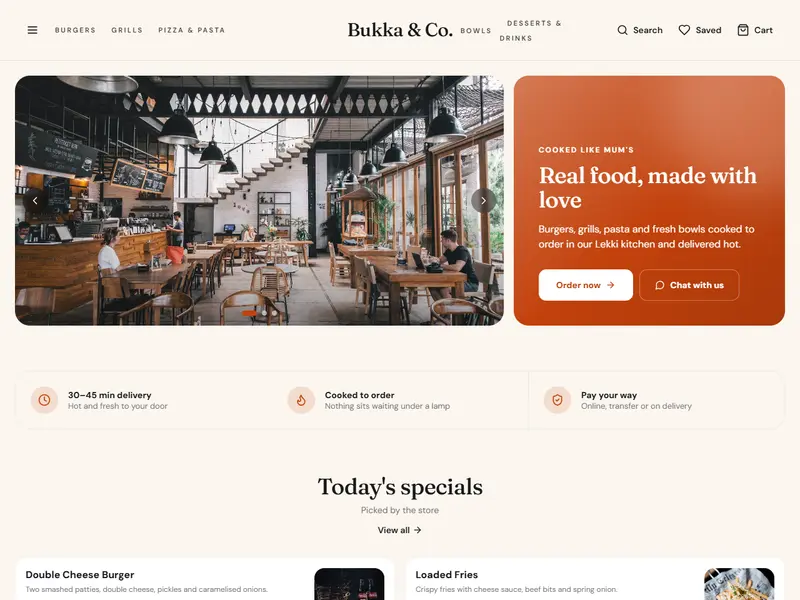 BURGERS GRILLS PIZZA & PASTA
Bukka & Co.
BOWLS
DESSERTS &
DRINKS
Search Saved Cart
COOKED LIKE MUM'S
Real food, made with
love
Burgers, grills, pasta and fresh bowls cooked to
order in our Lekki kitchen and delivered hot.
Order now
Chat with us
30–45 min delivery
Hot and fresh to your door
Cooked to order
Nothing sits waiting under a lamp
Pay your way
Online, transfer or on delivery
Today's specials
Picked by the store
View all
Double Cheese Burger
Two smashed patties, double cheese, pickles and caramelised onions.
Loaded Fries
Crispy fries with cheese sauce, beef bits and spring onion.